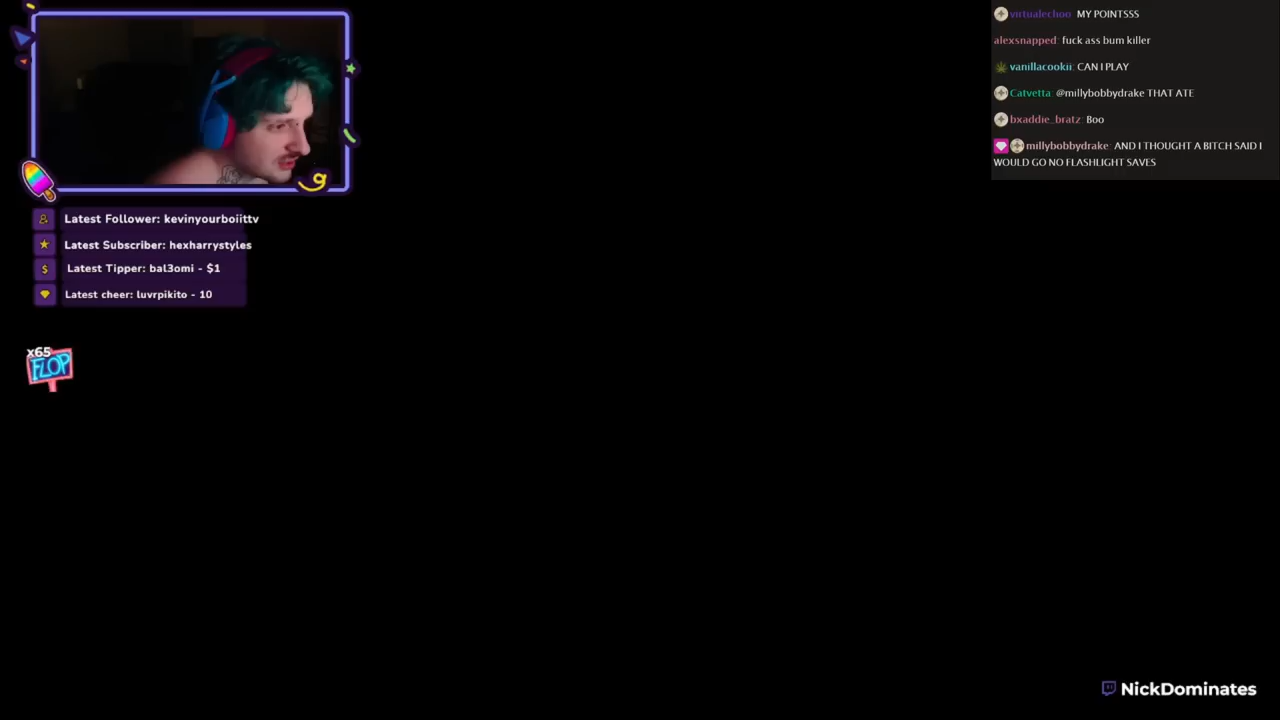 virtualechoo: MY POINTSSS
alexsnapped: fuck ass bum killer
vanillacookii: CAN I PLAY
Catvetta: @millybobbydrake THAT ATE
bxaddie_bratz: Boo
millybobbydrake: AND I THOUGHT A BITCH SAID I
WOULD GO NO FLASHLIGHT SAVES
Latest Follower: kevinyourboiittv
Latest Subscriber: hexharrystyles
Latest Tipper: bal3omi - $1
Latest cheer: luvrpikito - 10
x65
FLOP
NickDominates